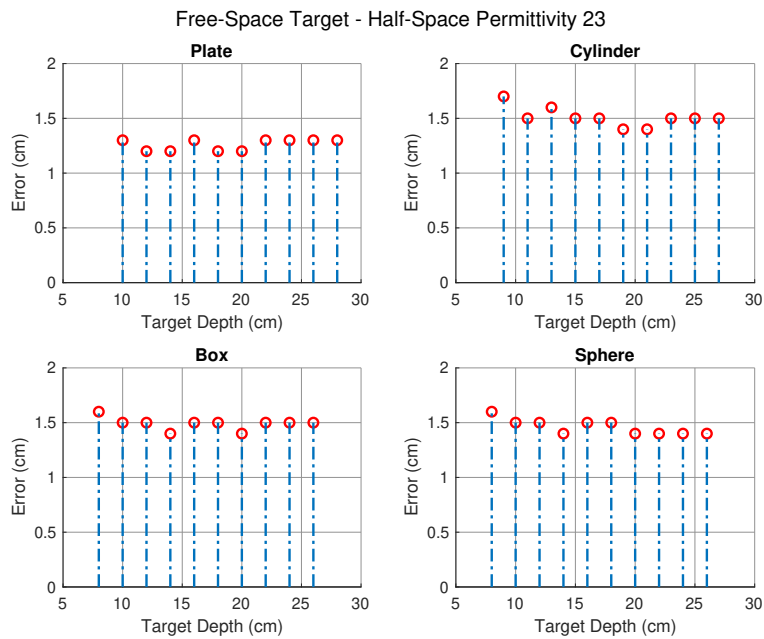 Free-Space Target - Half-Space Permittivity 23
Plate
2
1.5
1
0.5
0
Error (cm)
5 10 15 20 25 30
Target Depth (cm)
Cylinder
2
1.5
1
0.5
0
Error (cm)
5 10 15 20 25 30
Target Depth (cm)
Box
2
1.5
1
0.5
0
Error (cm)
5 10 15 20 25 30
Target Depth (cm)
Sphere
2
1.5
1
0.5
0
Error (cm)
5 10 15 20 25 30
Target Depth (cm)